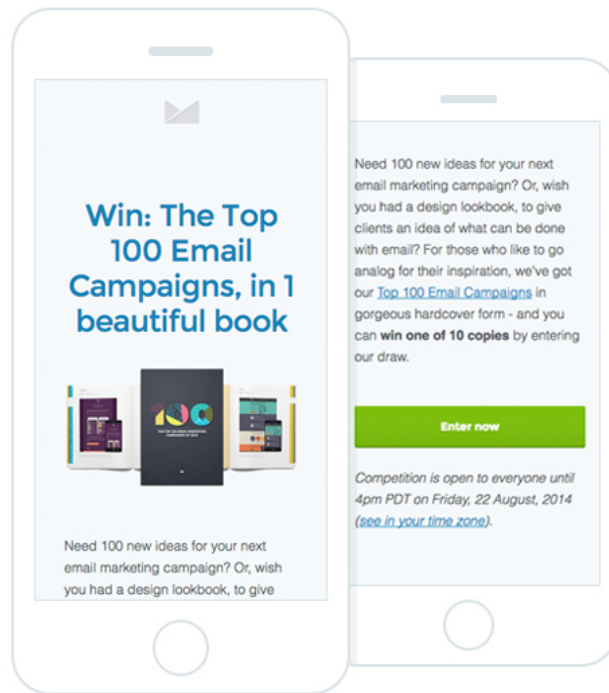 Win: The Top
100 Email
Campaigns, in 1
beautiful book
100
Need 100 new ideas for your next
email marketing campaign? Or, wish
you had a design lookbook, to give
Need 100 new ideas for your next
email marketing campaign? Or, wish
you had a design lookbook, to give
clients an idea of what can be done
with email? For those who like to go
analog for their inspiration, we've got
our Top 100 Email Campaigns in
gorgeous hardcover form - and you
can win one of 10 copies by entering
our draw.
Enter now
Competition is open to everyone until
4pm PDT on Friday, 22 August, 2014
(see in your time zone).